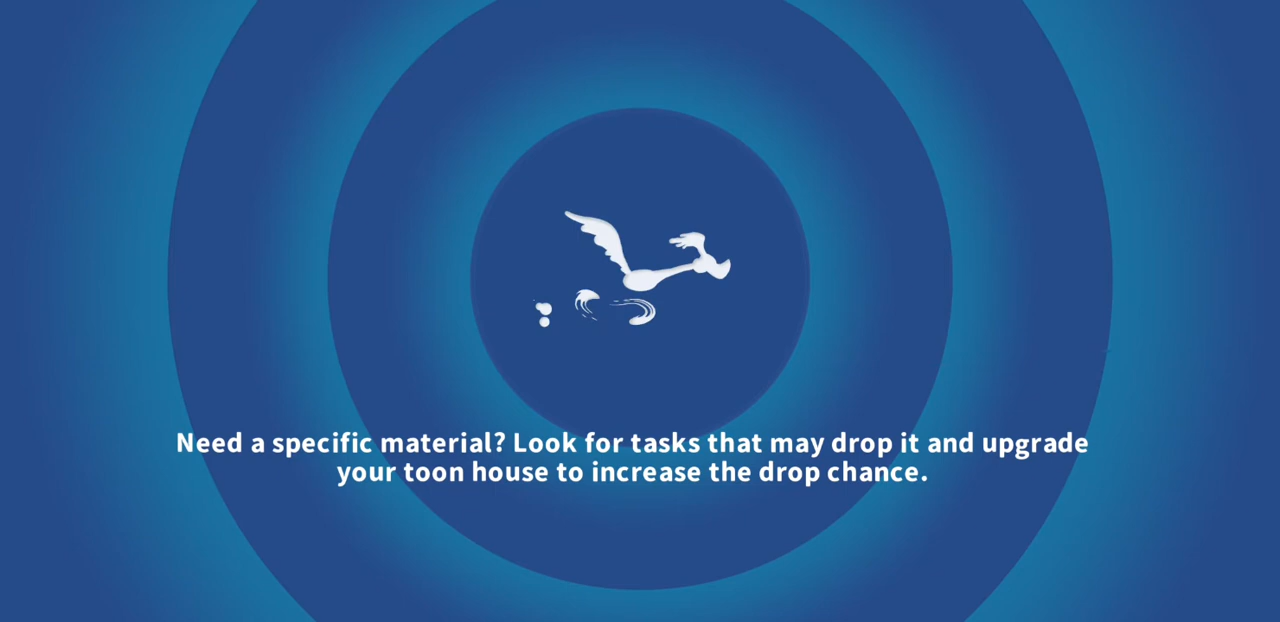 Need a specific material? Look for tasks that may drop it and upgrade
your toon house to increase the drop chance.